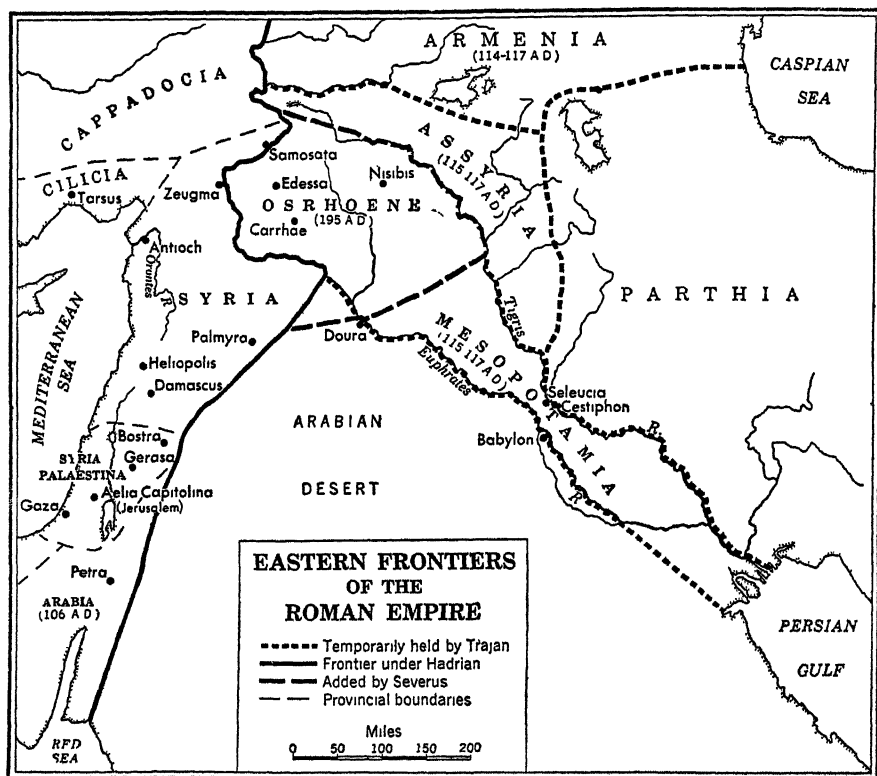 ARMENIA
(114-117 A D)
CASPIAN
SEA
CAPPADOCIA
ASSYRIA
(115 117 A D)
Samosata
CILICIA
Tarsus
Zeugma
Edessa
Nisibis
OSRHOENE
(195 A D)
Carrhae
Antioch
Orontes
R
SYRIA
PARTHIA
Tigris
MEDITERRANEAN
SEA
Palmyra
Doura
MESOPOTAMIA
(115 117 A D)
Euphrates
Heliopolis
Damascus
Seleucia
Cestiphon
R.
ARABIAN
DESERT
Babylon
R
Bostra
SYRIA
PALAESTINA
Gerasa
Aelia Capitolina
(Jerusalem)
Gaza
Petra
ARABIA
(106 A D)
EASTERN FRONTIERS
OF THE
ROMAN EMPIRE
Temporarily held by Trajan
Frontier under Hadrian
Added by Severus
Provincial boundaries
Miles
0 50 100 150 200
PERSIAN
GULF
RFD
SEA